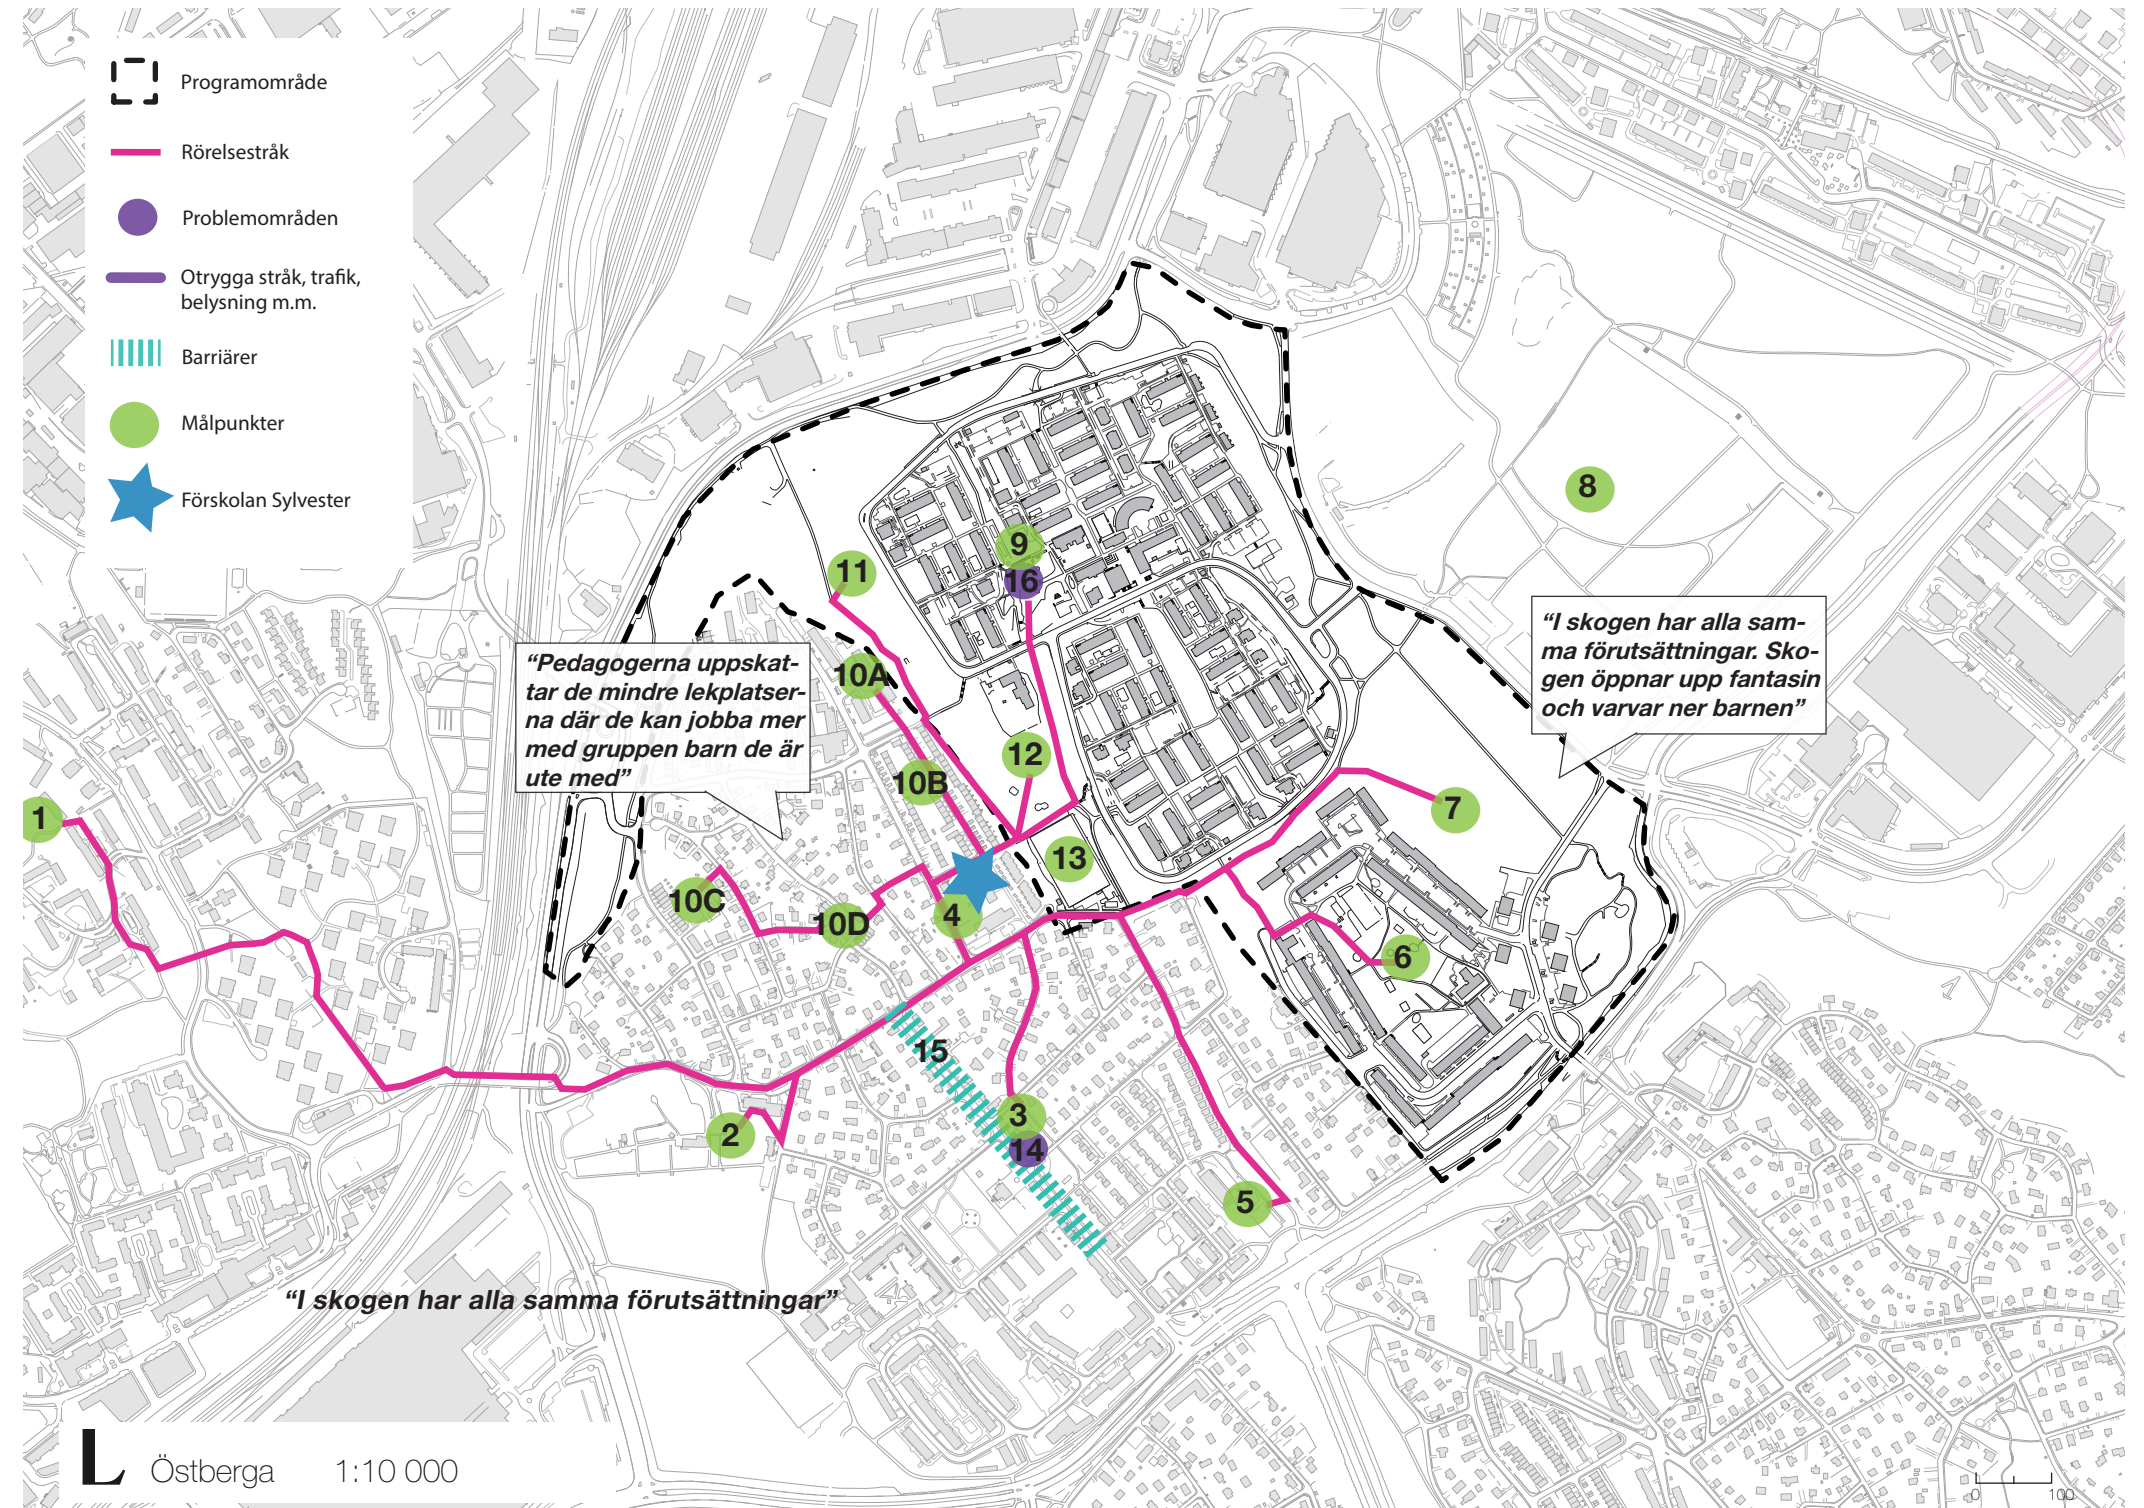 Programområde
Rörelsestråk
Problemområden
Otrygga stråk, trafik,
belysning m.m.
Barriärer
Målpunkter
Förskolan Sylvester
8
9
16
11
“I skogen har alla sam-
ma förutsättningar. Sko-
gen öppnar upp fantasin
och varvar ner barnen”
“Pedagogerna uppskat-
tar de mindre lekplatser-
na där de kan jobba mer
med gruppen barn de är
ute med”
10A
12
10B
7
1
13
10C
10D
4
6
15
3
2
14
5
“I skogen har alla samma förutsättningar”
L Östberga 1:10 000
0 100